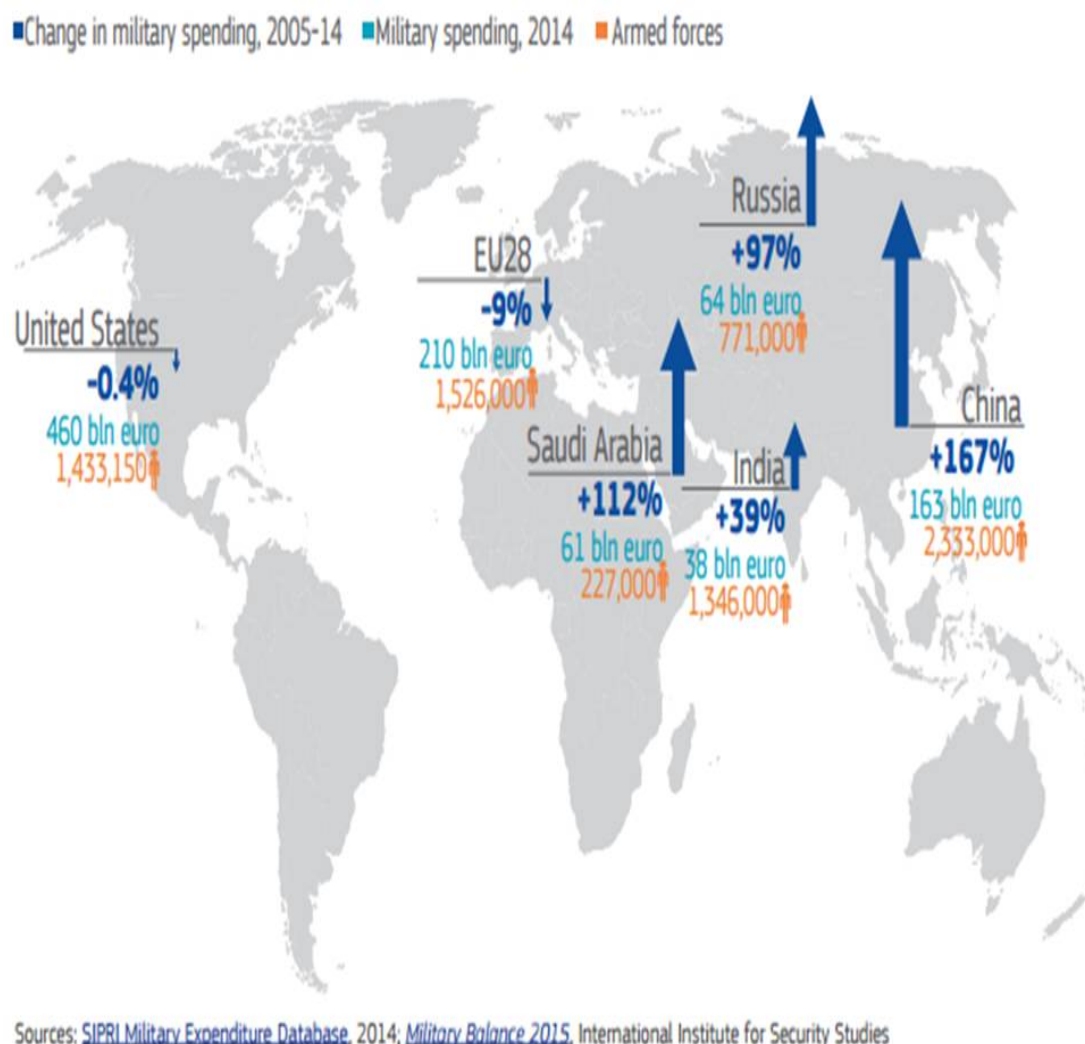 Change in military spending, 2005-14 Military spending, 2014 Armed forces
Russia
+97%
64 bln euro
771,000
EU28
-9%
210 bln euro
1,526,000
United States
-0.4%
460 bln euro
1,433,150
China
+167%
163 bln euro
2,333,000
Saudi Arabia
+112%
61 bln euro
227,000
India
+39%
38 bln euro
1,346,000
Sources: SIPRI Military Expenditure Database, 2014; Military Balance 2015, International Institute for Security Studies